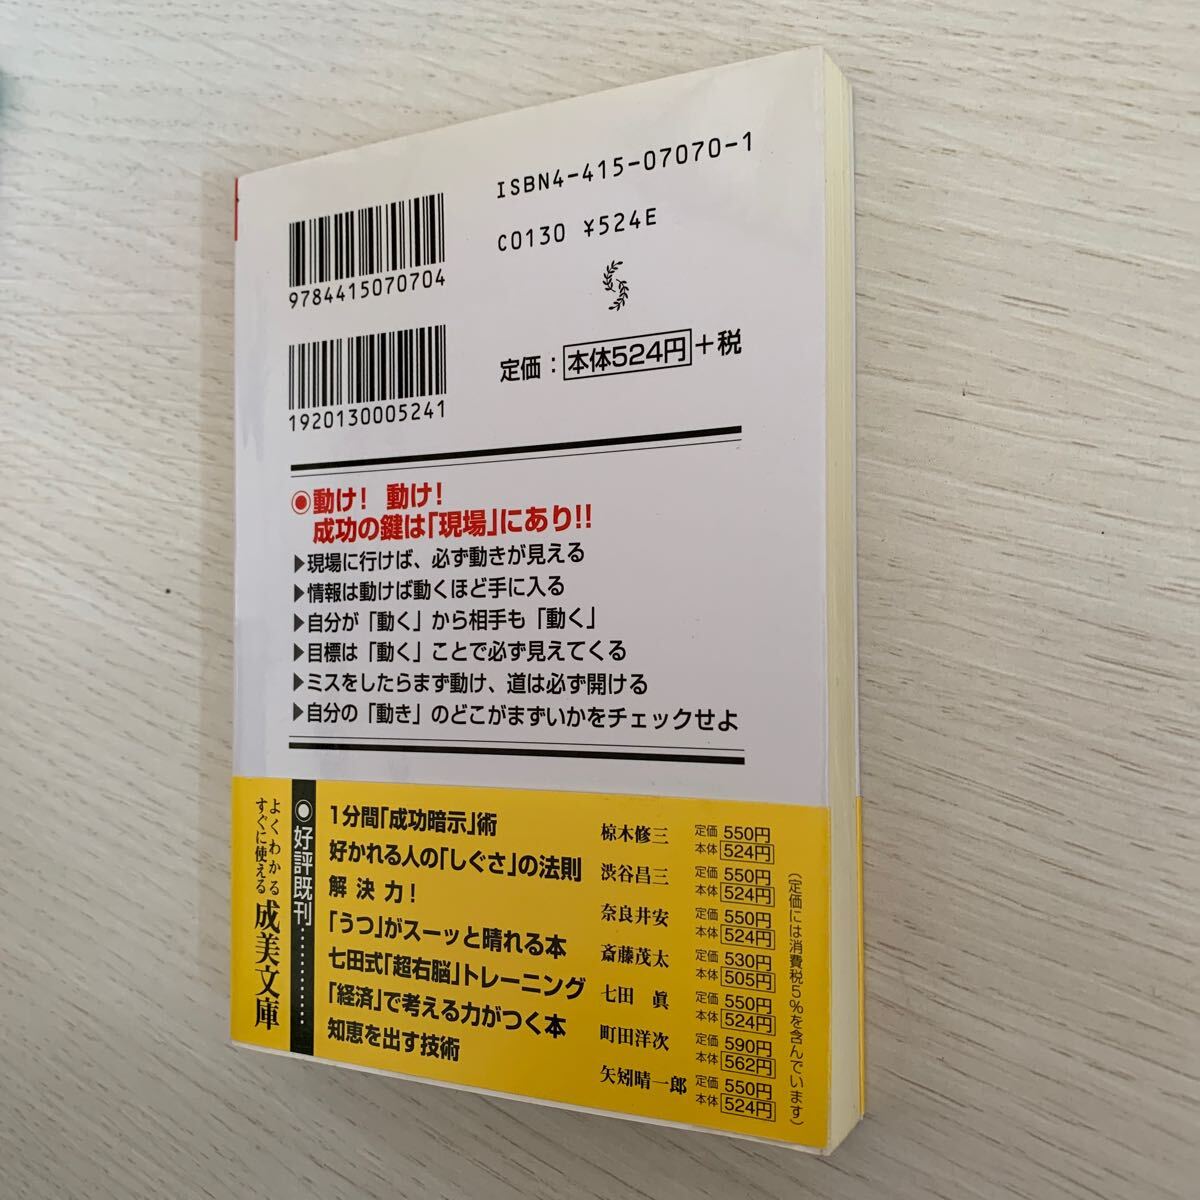 ISBN4-415-07070-1
C0130 ¥524E
9784415070704
1920130005241
定価：本体524円＋税
◉動け！ 動け！
成功の鍵は「現場」にあり!!
▶現場に行けば、必ず動きが見える
▶情報は動けば動くほど手に入る
▶自分が「動く」から相手も「動く」
▶目標は「動く」ことで必ず見えてくる
▶ミスをしたらまず動け、道は必ず開ける
▶自分の「動き」のどこがまずいかをチェックせよ
よくわかる
すぐに使える
成美文庫
◉好評既刊…………
1分間「成功暗示」術 椋木修三 定価 550円 本体 524円
好かれる人の「しぐさ」の法則 渋谷昌三 定価 550円 本体 524円
解決力！ 奈良井安 定価 550円 本体 524円
「うつ」がスーッと晴れる本 斎藤茂太 定価 530円 本体 505円
七田式「超右脳」トレーニング 七田 眞 定価 550円 本体 524円
「経済」で考える力がつく本 町田洋次 定価 590円 本体 562円
知恵を出す技術 矢矧晴一郎 定価 550円 本体 524円
（定価には消費税5％を含んでいます）